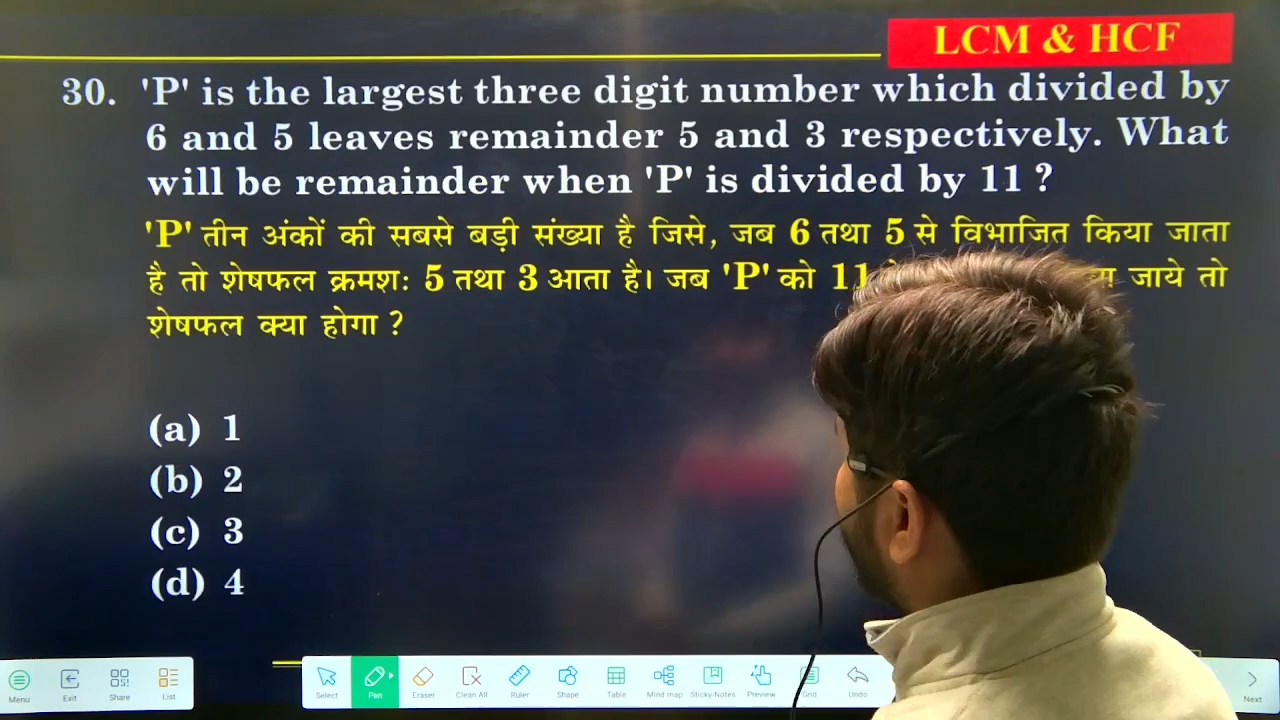 LCM & HCF
30. 'P' is the largest three digit number which divided by
6 and 5 leaves remainder 5 and 3 respectively. What
will be remainder when 'P' is divided by 11 ?
'P' तीन अंकों की सबसे बड़ी संख्या है जिसे, जब 6 तथा 5 से विभाजित किया जाता
है तो शेषफल क्रमश: 5 तथा 3 आता है। जब 'P' को 11 जाये तो
शेषफल क्या होगा ?
(a) 1
(b) 2
(c) 3
(d) 4
Menu Exit Share List Select Pen Eraser Clean All Ruler Shape Table Mind map Sticky Notes Preview Grid Undo Next